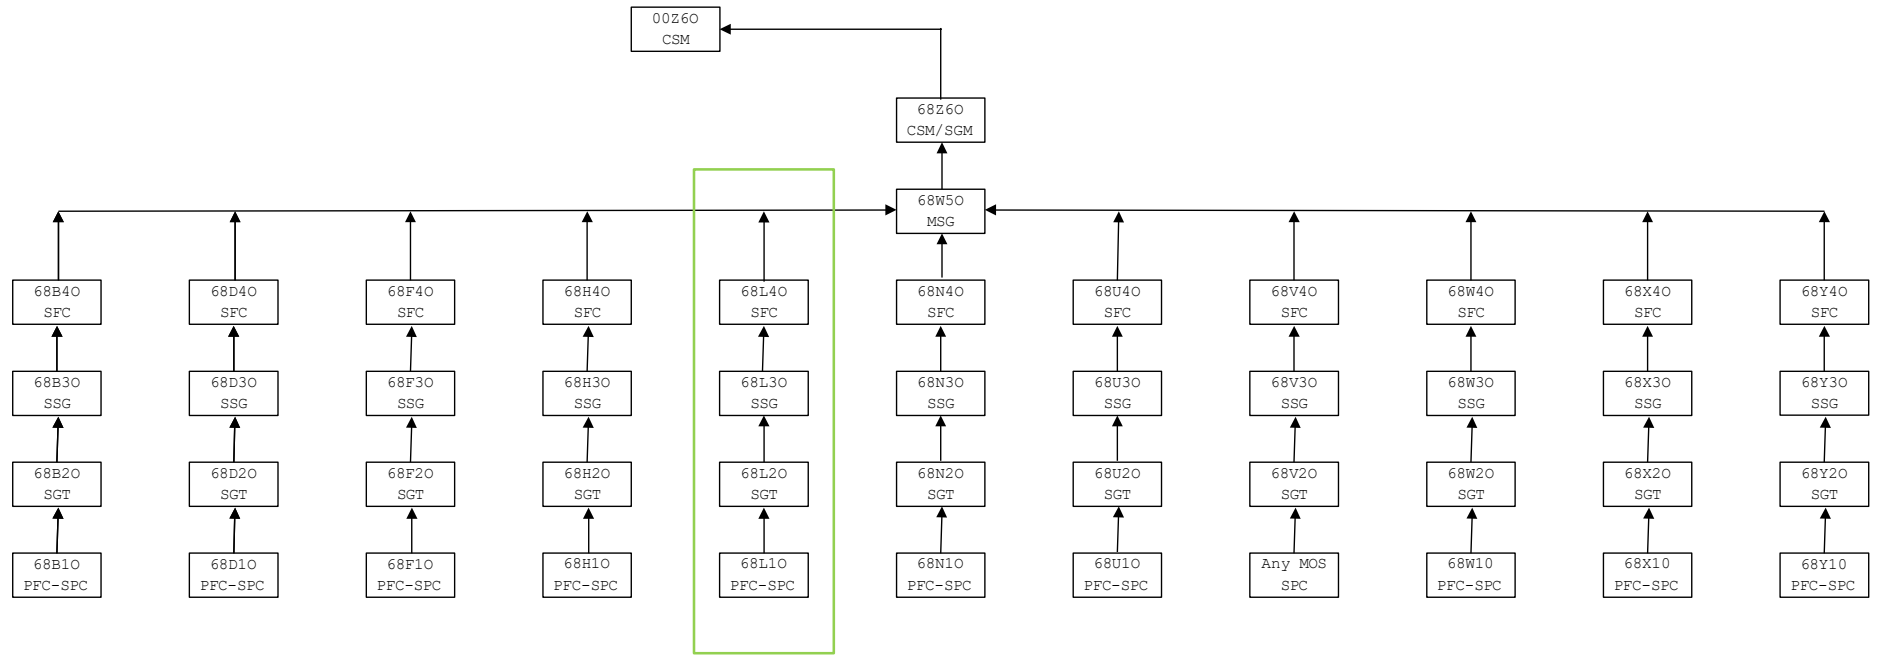 00Z6O
CSM
68Z6O
CSM/SGM
68W5O
MSG
68B4O
SFC
68D4O
SFC
68F4O
SFC
68H4O
SFC
68L4O
SFC
68N4O
SFC
68U4O
SFC
68V4O
SFC
68W4O
SFC
68X4O
SFC
68Y4O
SFC
68B3O
SSG
68D3O
SSG
68F3O
SSG
68H3O
SSG
68L3O
SSG
68N3O
SSG
68U3O
SSG
68V3O
SSG
68W3O
SSG
68X3O
SSG
68Y3O
SSG
68B2O
SGT
68D2O
SGT
68F2O
SGT
68H2O
SGT
68L2O
SGT
68N2O
SGT
68U2O
SGT
68V2O
SGT
68W2O
SGT
68X2O
SGT
68Y2O
SGT
68B1O
PFC-SPC
68D1O
PFC-SPC
68F1O
PFC-SPC
68H1O
PFC-SPC
68L1O
PFC-SPC
68N1O
PFC-SPC
68U1O
PFC-SPC
Any MOS
SPC
68W10
PFC-SPC
68X10
PFC-SPC
68Y10
PFC-SPC